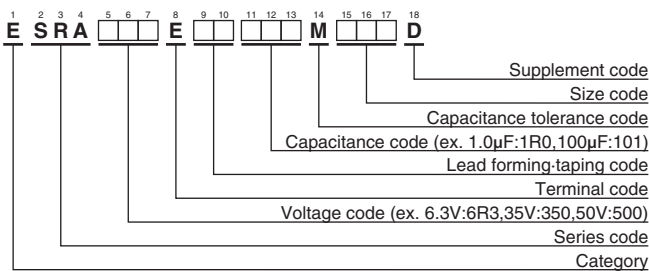 1 2 3 4 5 6 7 8 9 10 11 12 13 14 15 16 17 18
E S R A E M D
Supplement code
Size code
Capacitance tolerance code
Capacitance code (ex. 1.0μF:1R0,100μF:101)
Lead forming·taping code
Terminal code
Voltage code (ex. 6.3V:6R3,35V:350,50V:500)
Series code
Category